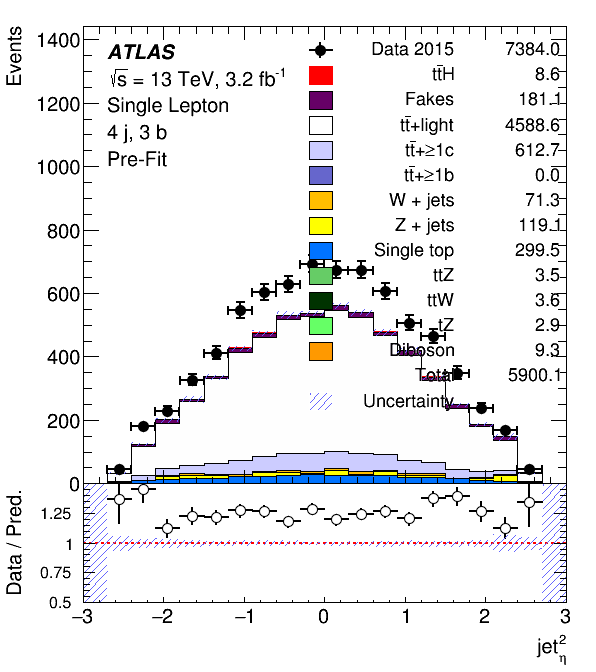 Events
1400
1200
1000
800
600
400
200
0
ATLAS
√s = 13 TeV, 3.2 fb-1
Single Lepton
4 j, 3 b
Pre-Fit
Data 2015 7384.0
tt̄H 8.6
Fakes 181.1
tt̄+light 4588.6
tt̄+≥1c 612.7
tt̄+≥1b 0.0
W + jets 71.3
Z + jets 119.1
Single top 299.5
ttZ 3.5
ttW 3.6
tZ 2.9
Diboson 9.3
Total 5900.1
Uncertainty
Data / Pred.
1.25
1
0.75
0.5
−3 −2 −1 0 1 2 3
jet²η